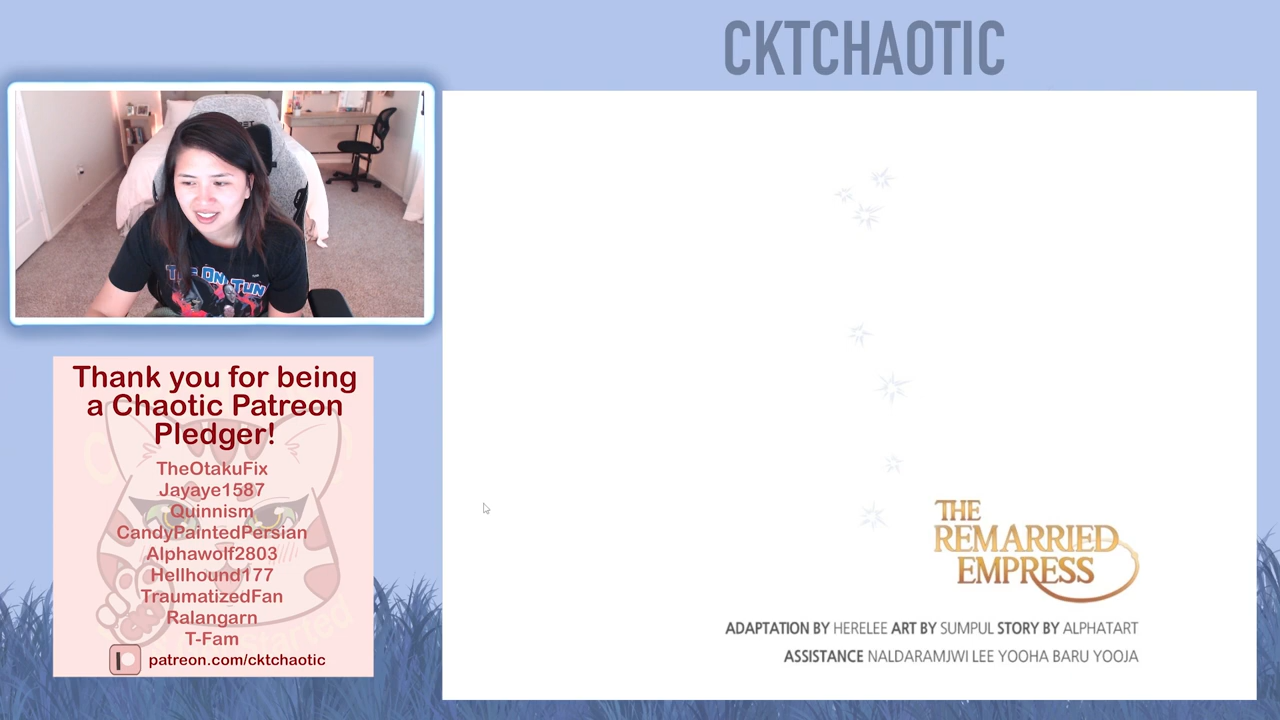 CKTCHAOTIC
Thank you for being
a Chaotic Patreon
Pledger!
TheOtakuFix
Jayaye1587
Quinnism
CandyPaintedPersian
Alphawolf2803
Hellhound177
TraumatizedFan
Ralangarn
T-Fam
patreon.com/cktchaotic
THE
REMARRIED
EMPRESS
ADAPTATION BY HERELEE ART BY SUMPUL STORY BY ALPHATART
ASSISTANCE NALDARAMJWI LEE YOOHA BARU YOOJA